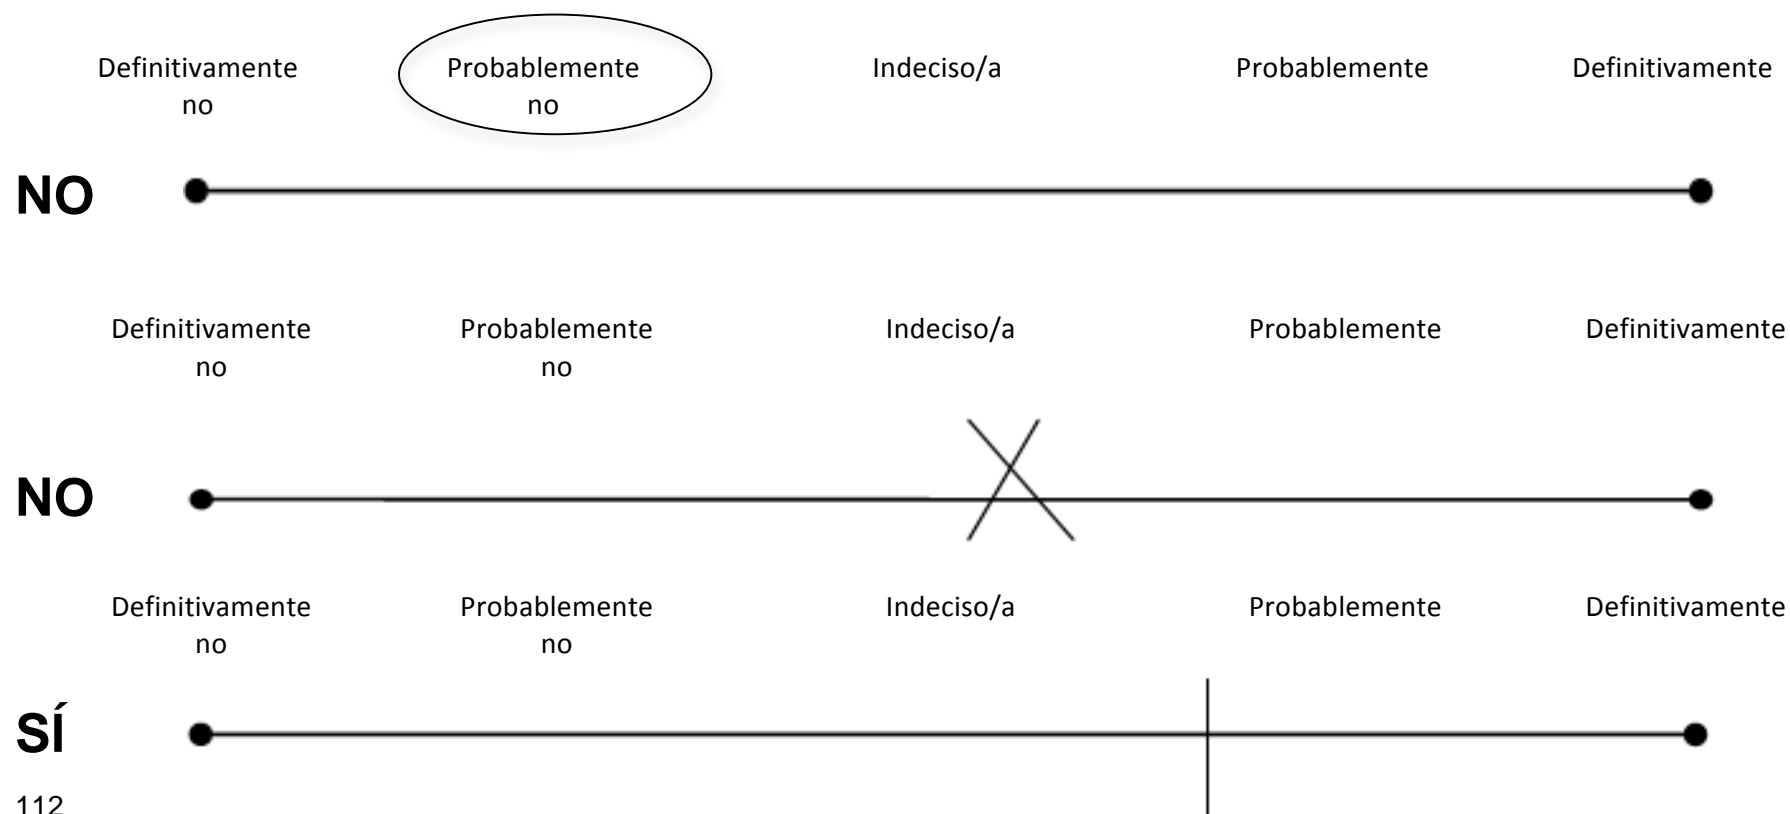 Definitivamente no
Probablemente no
Indeciso/a
Probablemente
Definitivamente
NO
Definitivamente no
Probablemente no
Indeciso/a
Probablemente
Definitivamente
NO
Definitivamente no
Probablemente no
Indeciso/a
Probablemente
Definitivamente
SÍ
112